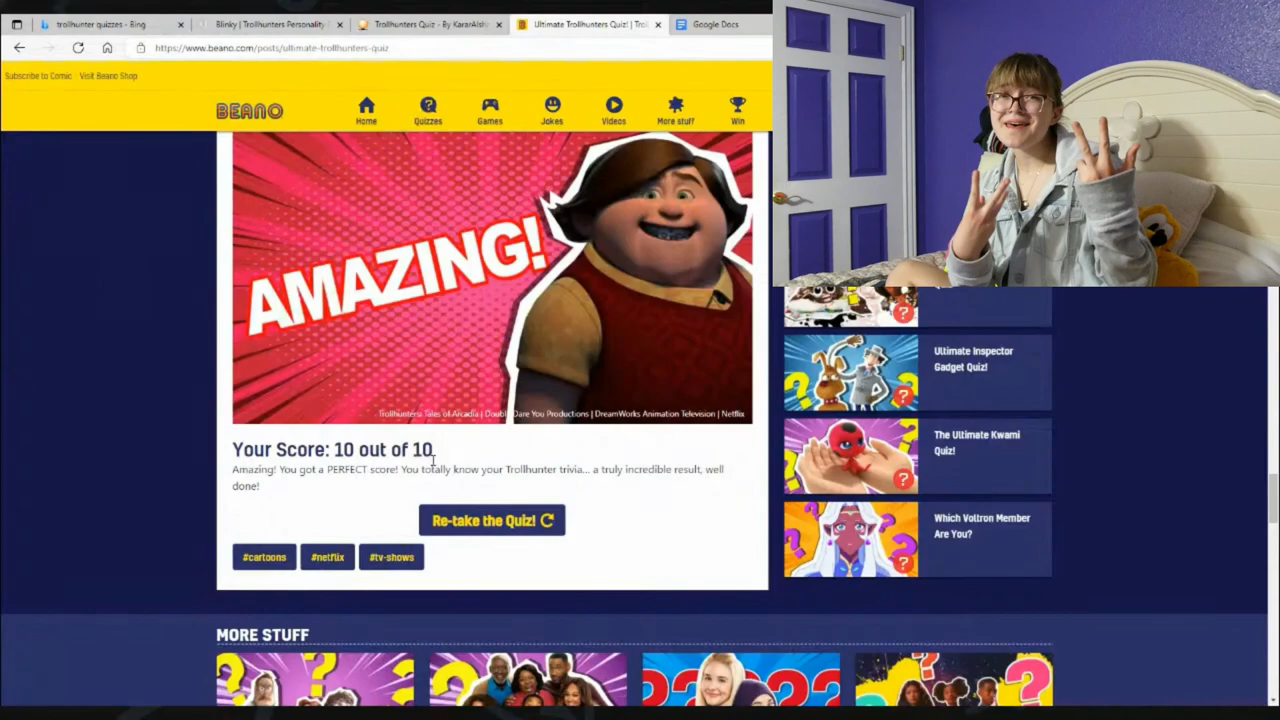 trollhunter quizzes - Bing
Blinky | Trollhunters Personality
Trollhunters Quiz - By KararAlsh
Ultimate Trollhunters Quiz! | Trol
Google Docs
https://www.beano.com/posts/ultimate-trollhunters-quiz
Subscribe to Comic Visit Beano Shop
BEANO
Home
Quizzes
Games
Jokes
Videos
More stuff
Win
AMAZING!
Trollhunters: Tales of Arcadia | Double Dare You Productions | DreamWorks Animation Television | Netflix
Your Score: 10 out of 10
Amazing! You got a PERFECT score! You totally know your Trollhunter trivia... a truly incredible result, well
done!
Re-take the Quiz!
#cartoons
#netflix
#tv-shows
Ultimate Inspector
Gadget Quiz!
The Ultimate Kwami
Quiz!
Which Voltron Member
Are You?
MORE STUFF